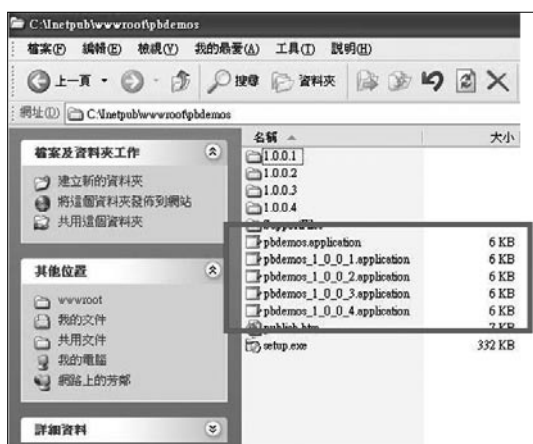 C:\Inetpub\wwwroot\pbdemos
檔案(F) 編輯(E) 檢視(V) 我的最愛(A) 工具(T) 說明(H)
上一頁 搜尋 資料夾
網址(D) C:\Inetpub\wwwroot\pbdemos
名稱 大小
檔案及資料夾工作
建立新的資料夾
將這個資料夾發佈到網站
共用這個資料夾
其他位置
wwwroot
我的文件
共用文件
我的電腦
網路上的芳鄰
詳細資料
1.0.0.1
1.0.0.2
1.0.0.3
1.0.0.4
pbdemos.application 6 KB
pbdemos_1_0_0_1.application 6 KB
pbdemos_1_0_0_2.application 6 KB
pbdemos_1_0_0_3.application 6 KB
pbdemos_1_0_0_4.application 6 KB
publish.htm 7 KB
setup.exe 332 KB